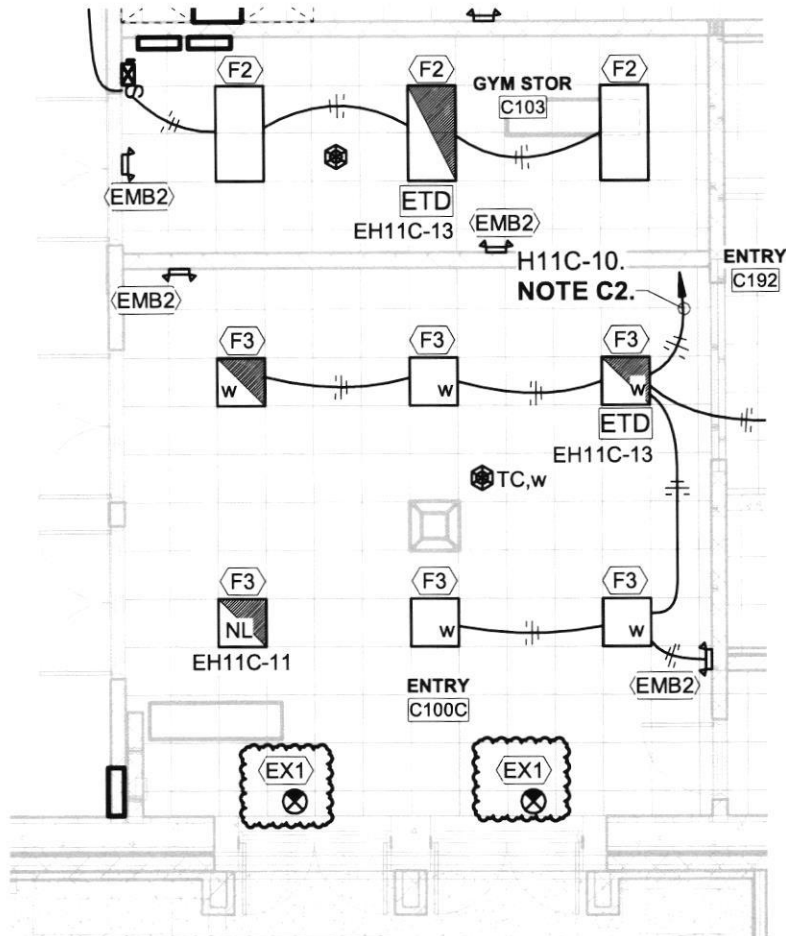 F2
F2
F2
GYM STOR
C103
S
EMB2
ETD
EH11C-13
EMB2
H11C-10.
NOTE C2.
ENTRY
C192
EMB2
F3
F3
F3
w
w
w
ETD
EH11C-13
TC,w
F3
F3
F3
NL
w
w
EH11C-11
EMB2
ENTRY
C100C
EX1
EX1